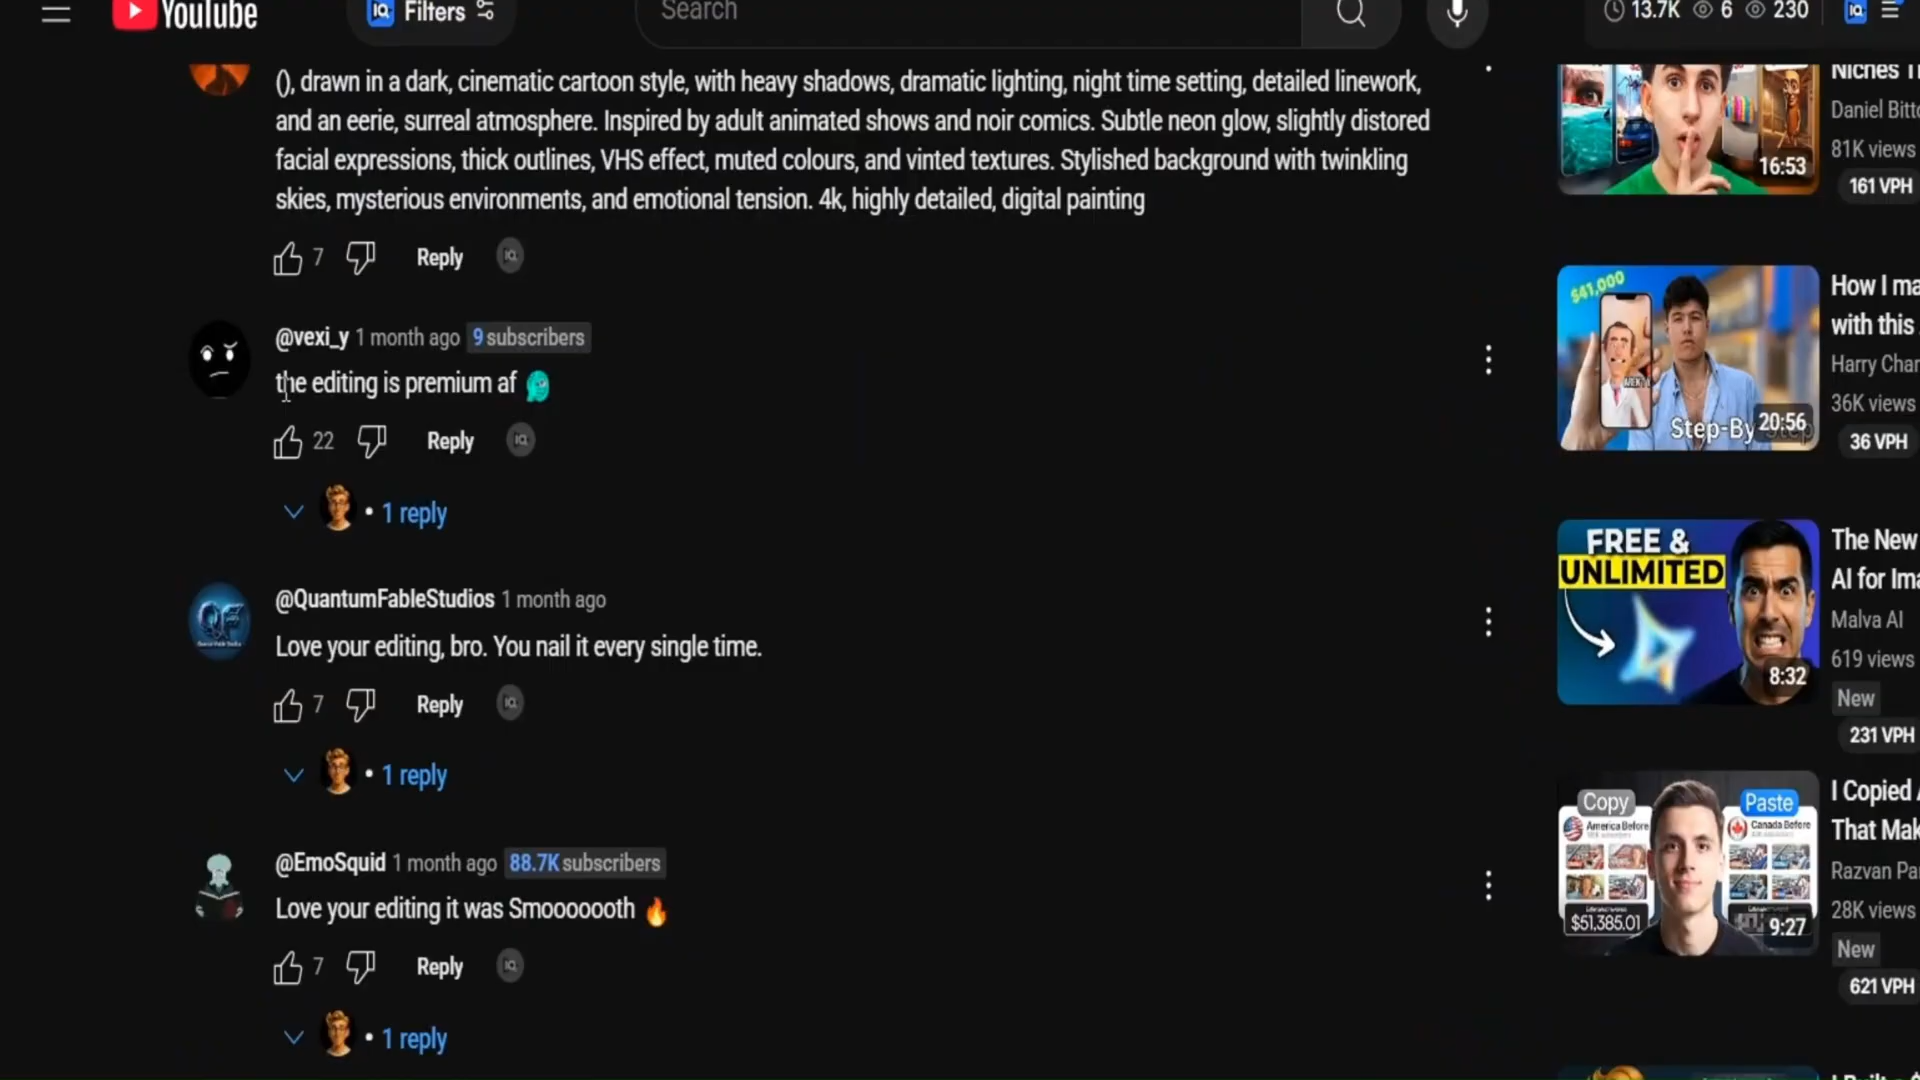 YouTube
Filters
Search
13.7K 6 230
(), drawn in a dark, cinematic cartoon style, with heavy shadows, dramatic lighting, night time setting, detailed linework,
and an eerie, surreal atmosphere. Inspired by adult animated shows and noir comics. Subtle neon glow, slightly distored
facial expressions, thick outlines, VHS effect, muted colours, and vinted textures. Stylished background with twinkling
skies, mysterious environments, and emotional tension. 4k, highly detailed, digital painting
7 Reply
@vexi_y 1 month ago 9 subscribers
the editing is premium af
22 Reply
• 1 reply
@QuantumFableStudios 1 month ago
Love your editing, bro. You nail it every single time.
7 Reply
• 1 reply
@EmoSquid 1 month ago 88.7K subscribers
Love your editing it was Smooooooth 🔥
7 Reply
• 1 reply
16:53
Niches T
Daniel Bitto
81K views
161 VPH
$41,000
Step-By
20:56
How I ma
with this
Harry Char
36K views
36 VPH
FREE &
UNLIMITED
8:32
The New
AI for Ima
Malva AI
619 views
New
231 VPH
Copy
Paste
America Before
Canada Before
$51,385.01
9:27
I Copied
That Mak
Razvan Pa
28K views
New
621 VPH